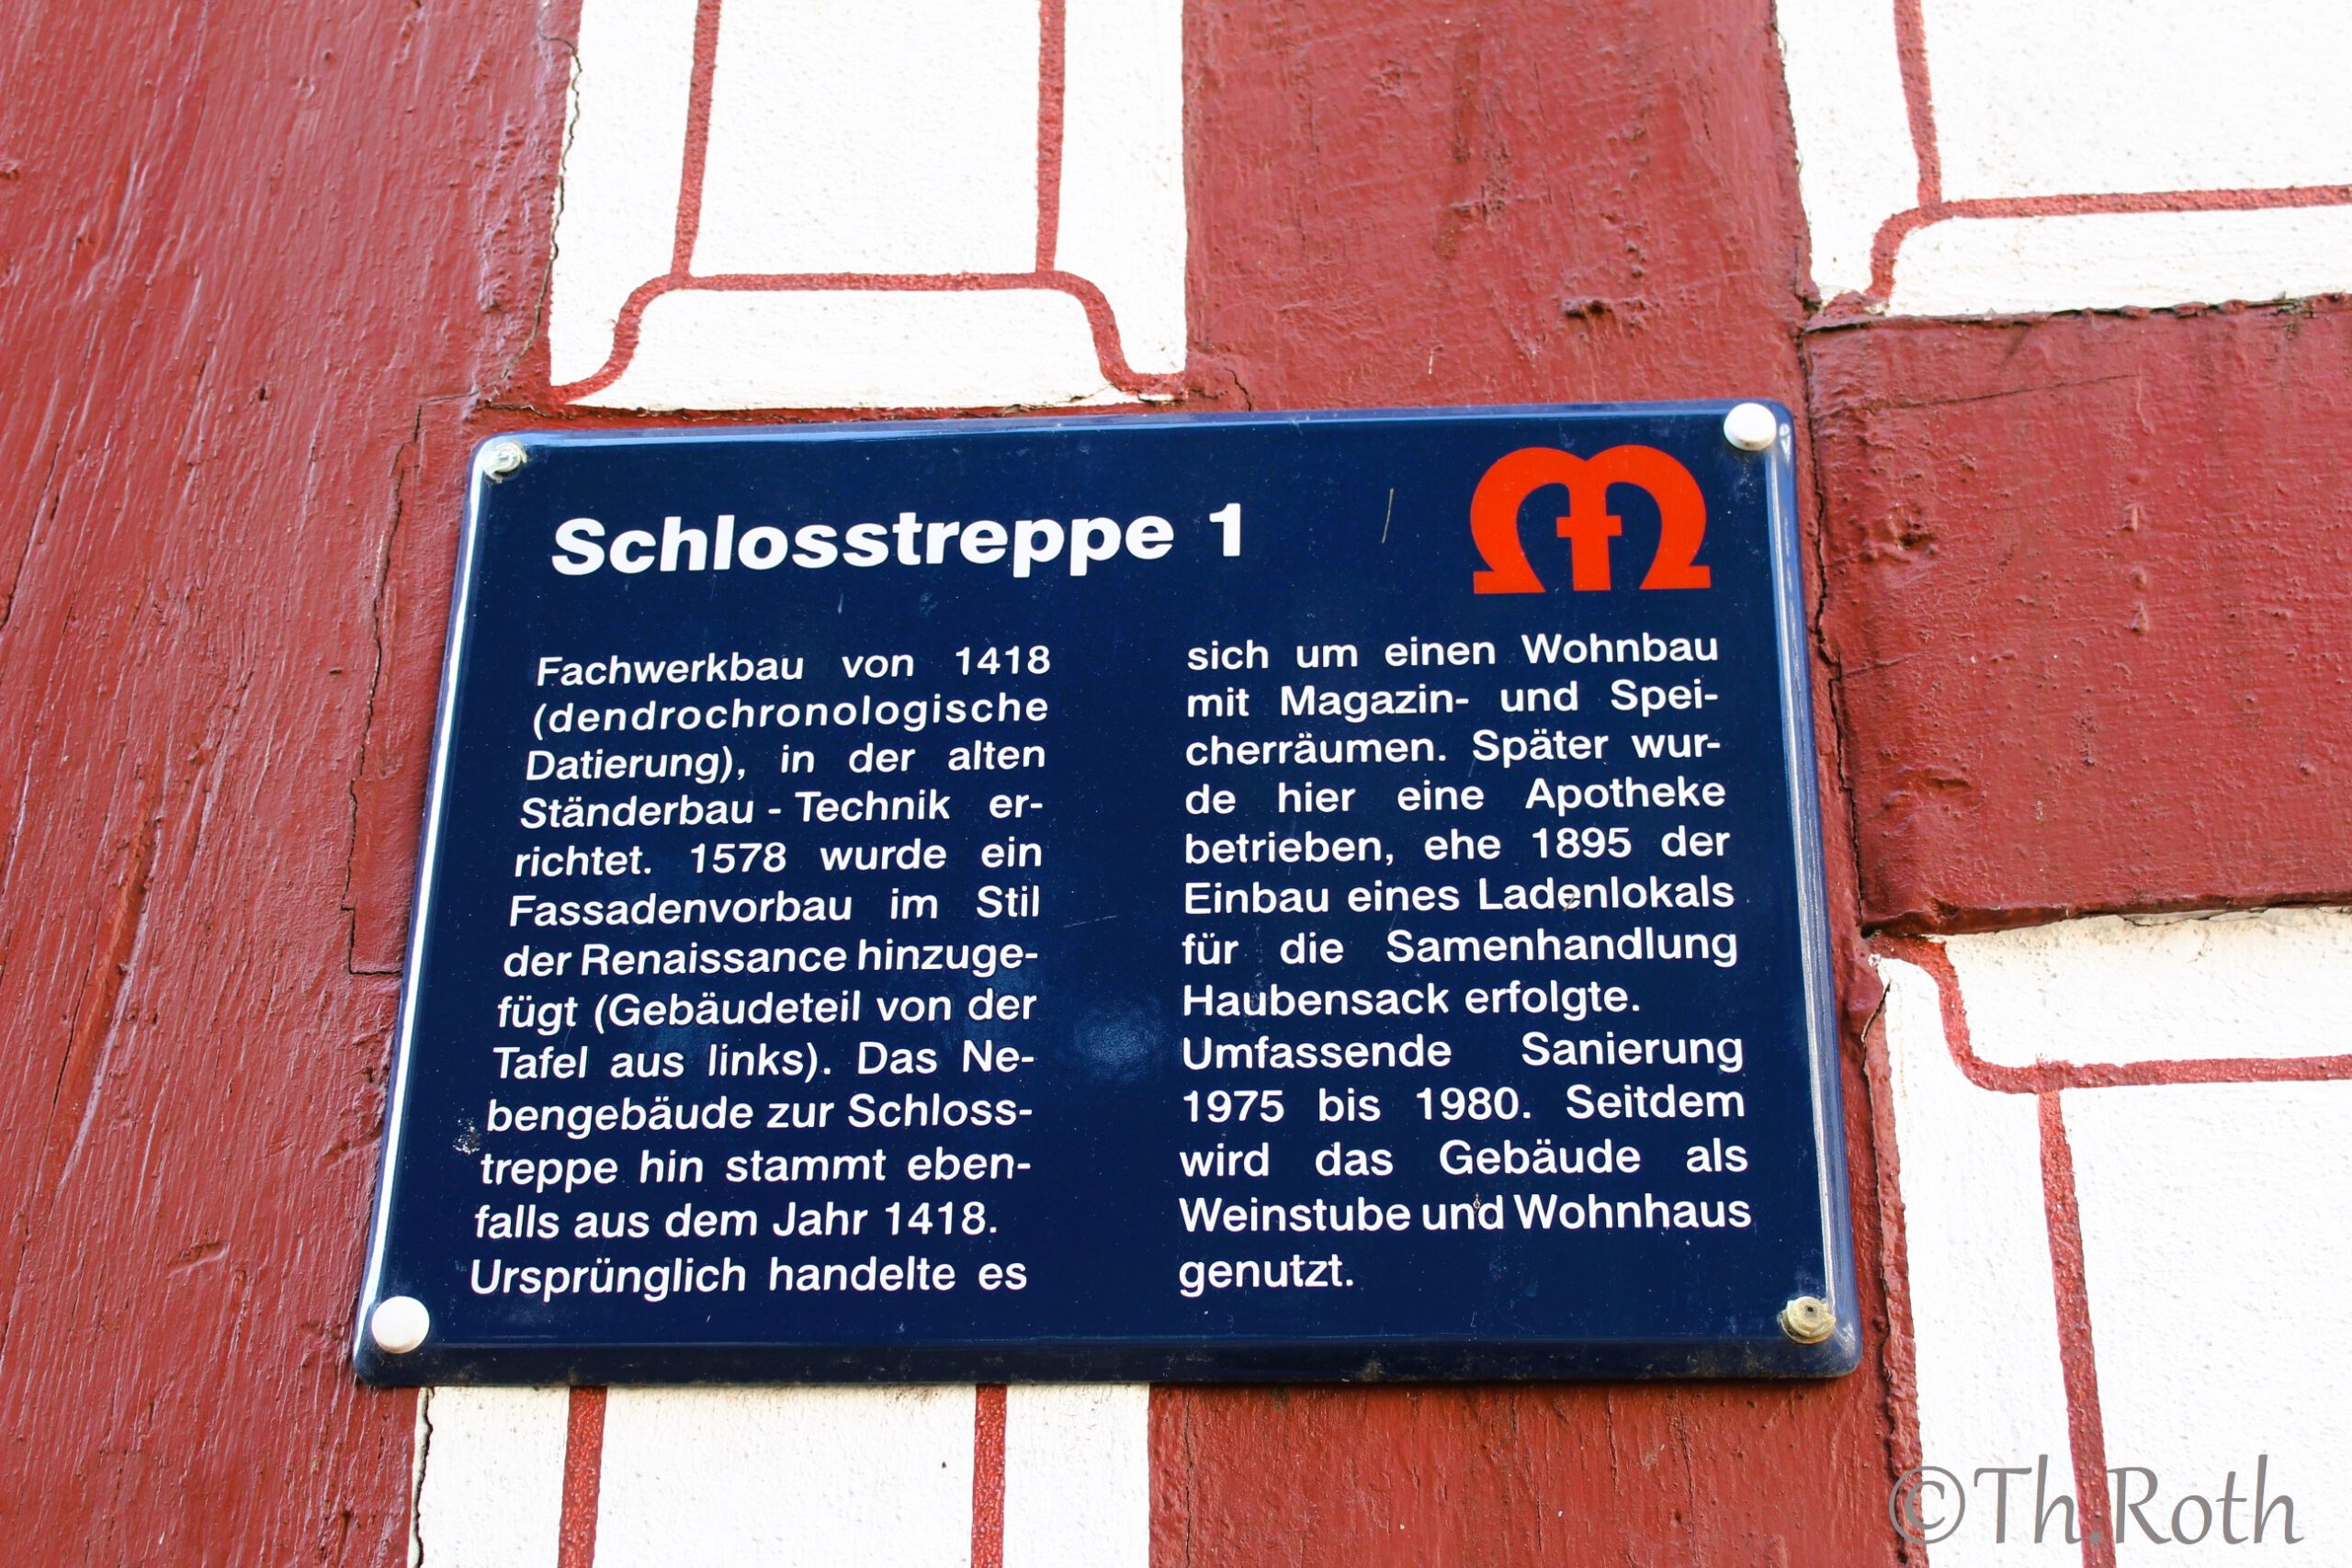 Schlosstreppe 1
Fachwerkbau von 1418
(dendrochronologische
Datierung), in der alten
Ständerbau - Technik er-
richtet. 1578 wurde ein
Fassadenvorbau im Stil
der Renaissance hinzuge-
fügt (Gebäudeteil von der
Tafel aus links). Das Ne-
bengebäude zur Schloss-
treppe hin stammt eben-
falls aus dem Jahr 1418.
Ursprünglich handelte es
sich um einen Wohnbau
mit Magazin- und Spei-
cherräumen. Später wur-
de hier eine Apotheke
betrieben, ehe 1895 der
Einbau eines Ladenlokals
für die Samenhandlung
Haubensack erfolgte.
Umfassende Sanierung
1975 bis 1980. Seitdem
wird das Gebäude als
Weinstube und Wohnhaus
genutzt.
©Th.Roth